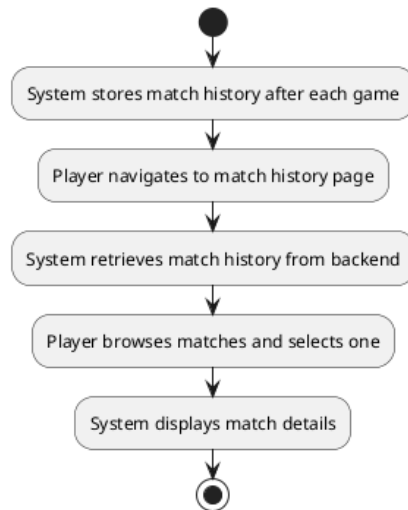 System stores match history after each game
Player navigates to match history page
System retrieves match history from backend
Player browses matches and selects one
System displays match details